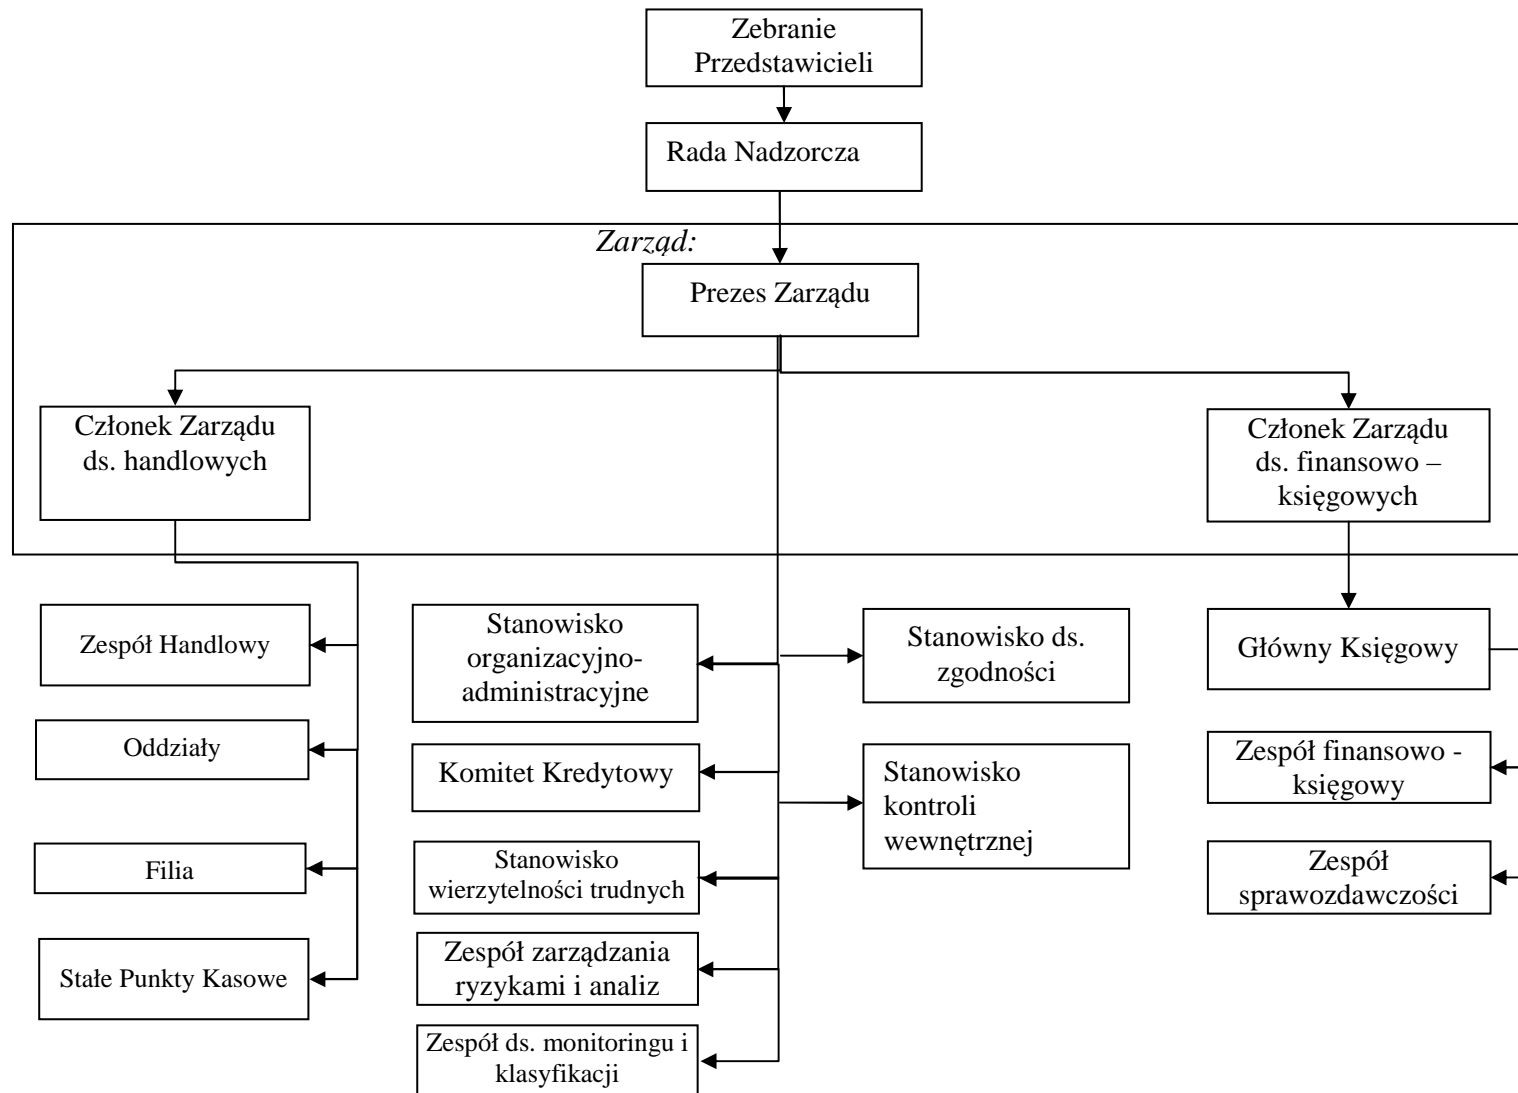 Zebranie
Przedstawicieli
Rada Nadzorcza
Zarząd:
Prezes Zarządu
Członek Zarządu
ds. handlowych
Członek Zarządu
ds. finansowo –
księgowych
Zespół Handlowy
Oddziały
Filia
Stałe Punkty Kasowe
Stanowisko
organizacyjno-
administracyjne
Komitet Kredytowy
Stanowisko
wierzytelności trudnych
Zespół zarządzania
ryzykami i analiz
Zespół ds. monitoringu i
klasyfikacji
Stanowisko ds.
zgodności
Stanowisko
kontroli
wewnętrznej
Główny Księgowy
Zespół finansowo -
księgowy
Zespół
sprawozdawczości